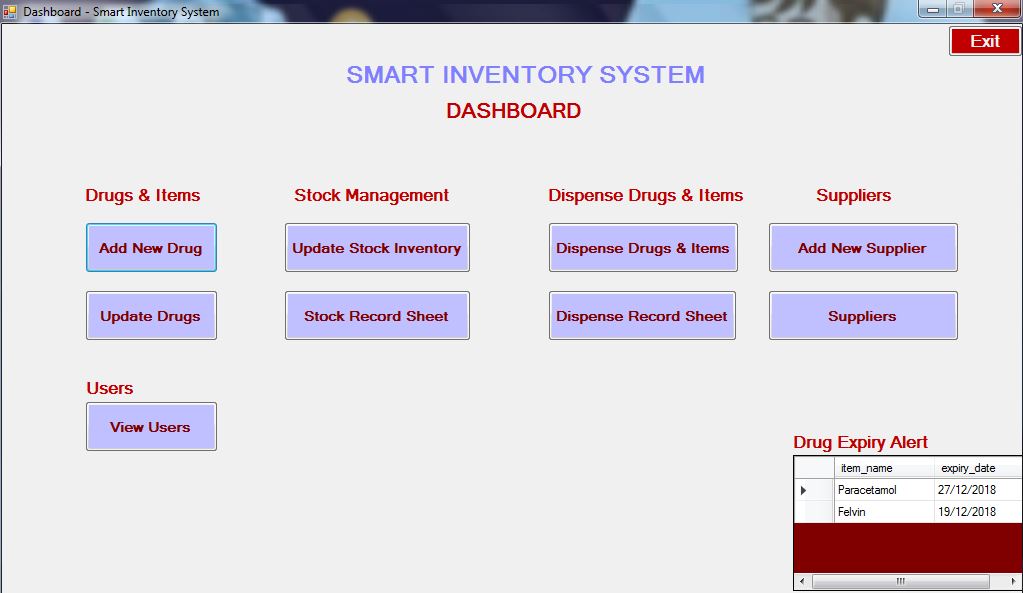 Dashboard - Smart Inventory System
Exit
SMART INVENTORY SYSTEM
DASHBOARD
Drugs & Items
Stock Management
Dispense Drugs & Items
Suppliers
Add New Drug
Update Stock Inventory
Dispense Drugs & Items
Add New Supplier
Update Drugs
Stock Record Sheet
Dispense Record Sheet
Suppliers
Users
View Users
Drug Expiry Alert
item_name expiry_date
Paracetamol 27/12/2018
Felvin 19/12/2018